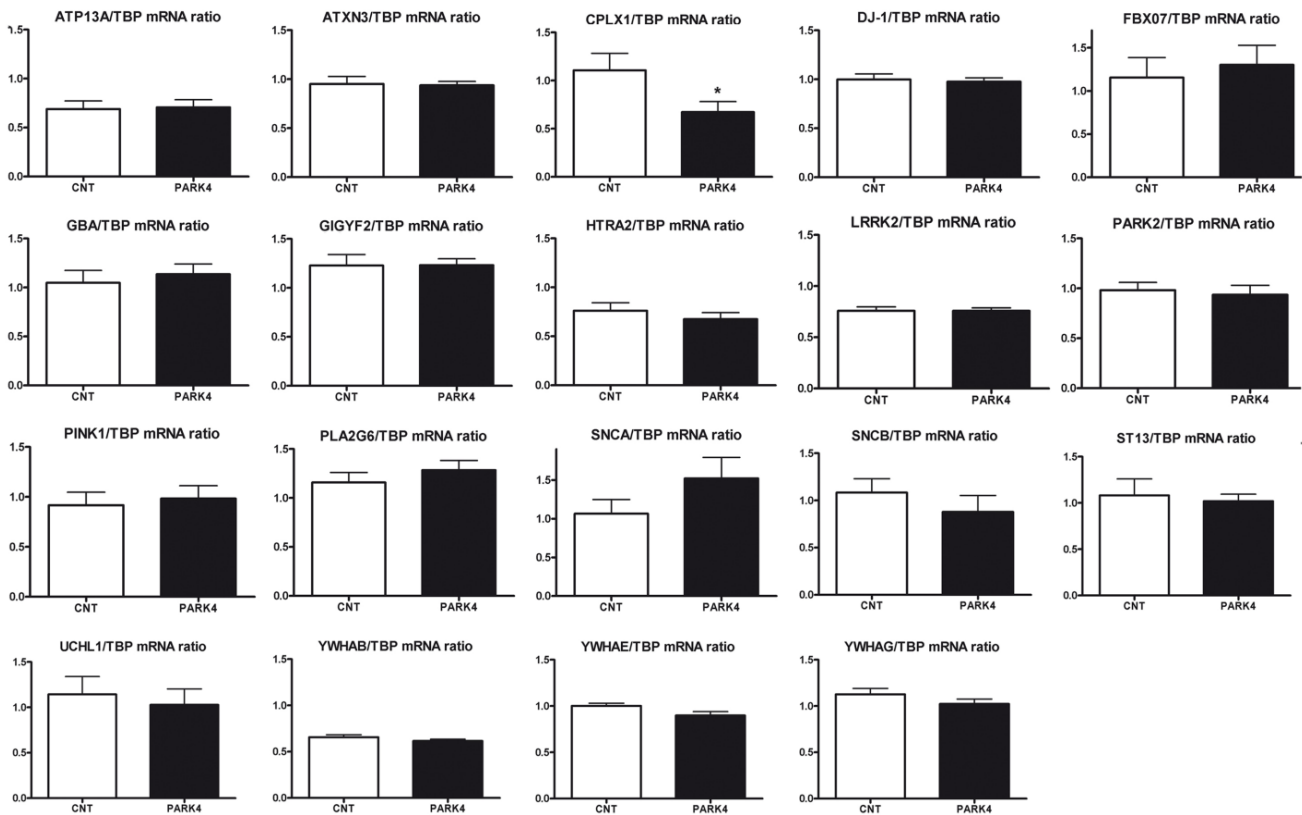 ATP13A/TBP mRNA ratio
1.5
1.0
0.5
0.0
CNT PARK4
ATXN3/TBP mRNA ratio
1.5
1.0
0.5
0.0
CNT PARK4
CPLX1/TBP mRNA ratio
1.5
1.0
0.5
0.0
*
CNT PARK4
DJ-1/TBP mRNA ratio
1.5
1.0
0.5
0.0
CNT PARK4
FBX07/TBP mRNA ratio
1.5
1.0
0.5
0.0
CNT PARK4
GBA/TBP mRNA ratio
1.5
1.0
0.5
0.0
CNT PARK4
GIGYF2/TBP mRNA ratio
1.5
1.0
0.5
0.0
CNT PARK4
HTRA2/TBP mRNA ratio
1.5
1.0
0.5
0.0
CNT PARK4
LRRK2/TBP mRNA ratio
1.5
1.0
0.5
0.0
CNT PARK4
PARK2/TBP mRNA ratio
1.5
1.0
0.5
0.0
CNT PARK4
PINK1/TBP mRNA ratio
1.5
1.0
0.5
0.0
CNT PARK4
PLA2G6/TBP mRNA ratio
1.5
1.0
0.5
0.0
CNT PARK4
SNCA/TBP mRNA ratio
1.5
1.0
0.5
0.0
CNT PARK4
SNCB/TBP mRNA ratio
1.5
1.0
0.5
0.0
CNT PARK4
ST13/TBP mRNA ratio
1.5
1.0
0.5
0.0
CNT PARK4
UCHL1/TBP mRNA ratio
1.5
1.0
0.5
0.0
CNT PARK4
YWHAB/TBP mRNA ratio
1.5
1.0
0.5
0.0
CNT PARK4
YWHAE/TBP mRNA ratio
1.5
1.0
0.5
0.0
CNT PARK4
YWHAG/TBP mRNA ratio
1.5
1.0
0.5
0.0
CNT PARK4